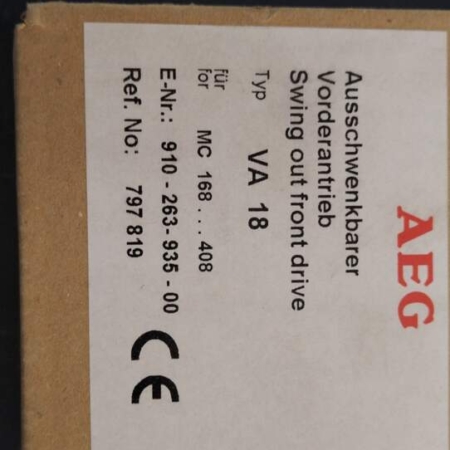 AEG
Ausschwenkbarer
Vorderantrieb
Swing out front drive
Typ VA 18
für
for MC 168 . . . 408
E-Nr.: 910 - 263- 935 - 00
Ref. No: 797 819
CE